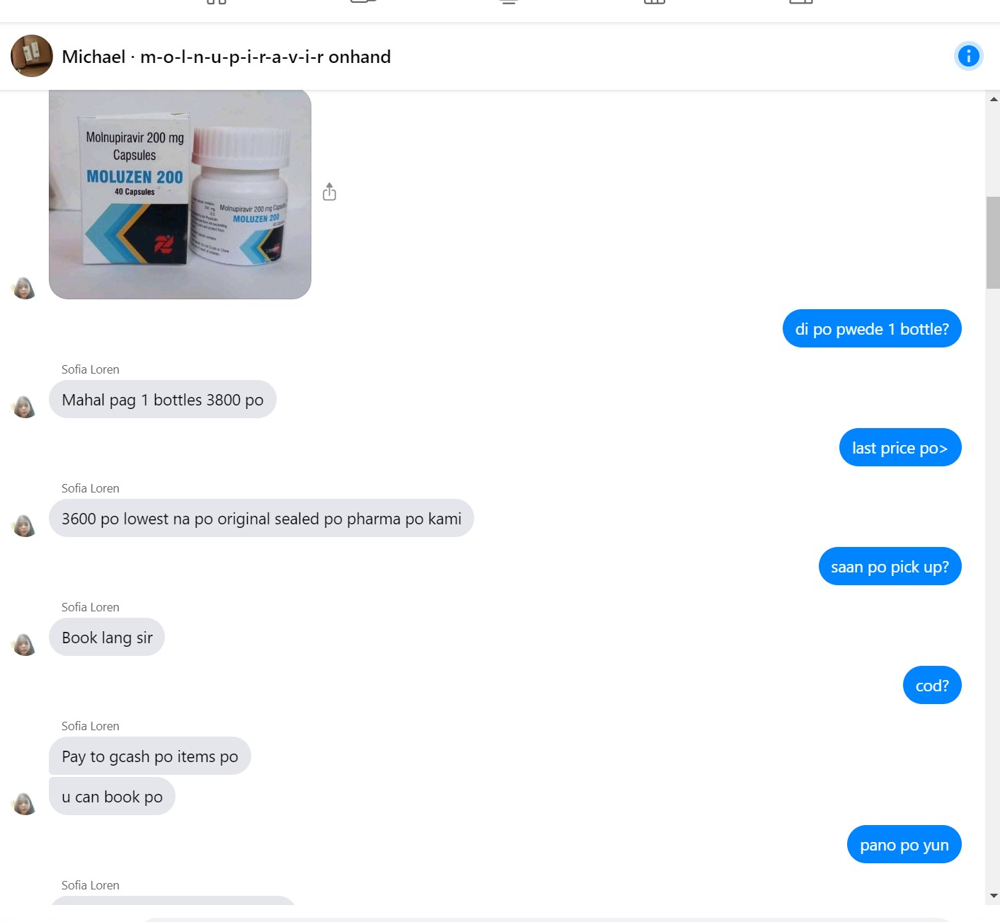 Michael · m-o-l-n-u-p-i-r-a-v-i-r onhand
Molnupiravir 200 mg
Capsules
MOLUZEN 200
40 Capsules
Molnupiravir 200 mg Capsules
MOLUZEN 200
di po pwede 1 bottle?
Sofia Loren
Mahal pag 1 bottles 3800 po
last price po>
Sofia Loren
3600 po lowest na po original sealed po pharma po kami
saan po pick up?
Sofia Loren
Book lang sir
cod?
Sofia Loren
Pay to gcash po items po
u can book po
pano po yun
Sofia Loren